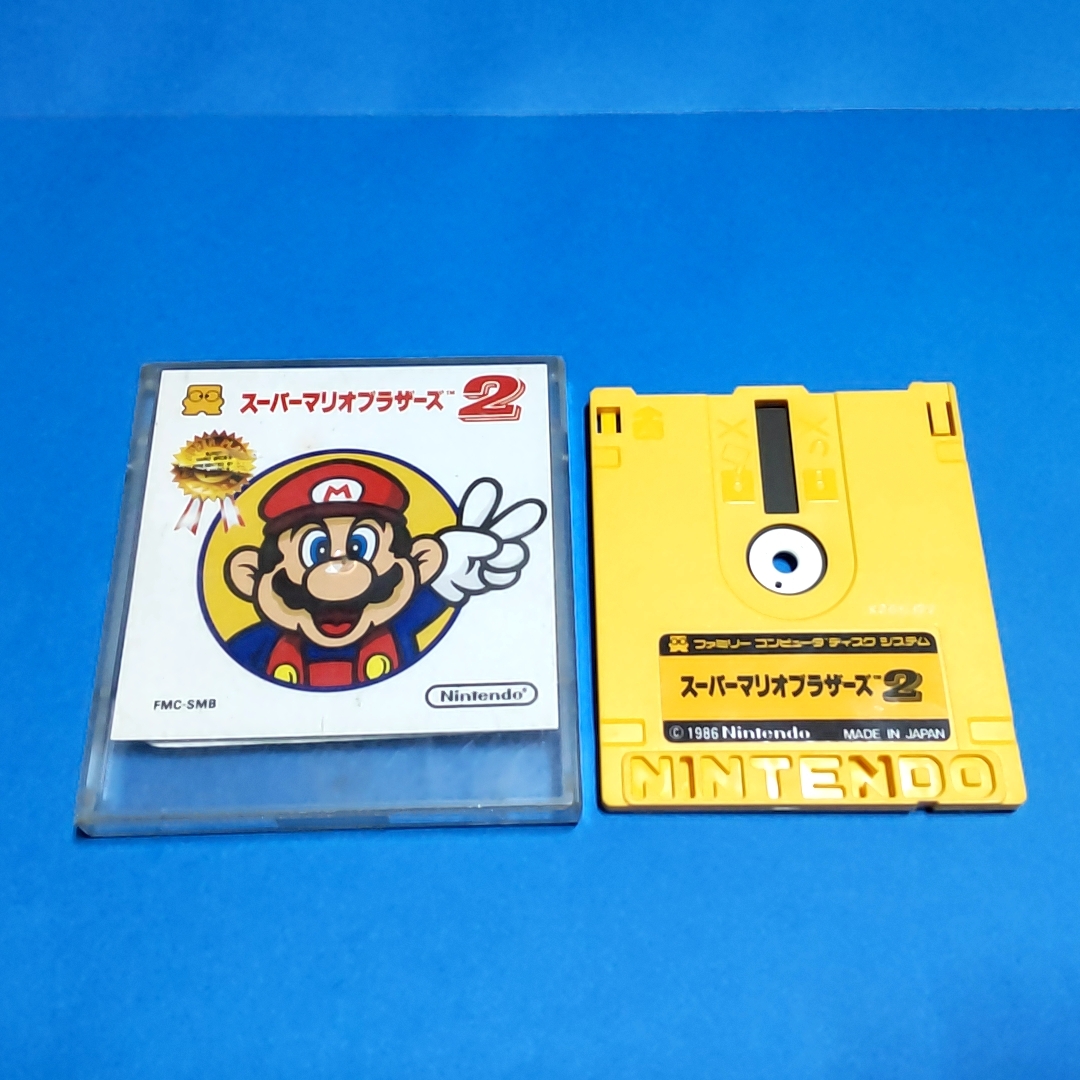 スーパーマリオブラザーズ™ 2
M
FMC-SMB
Nintendo®
ファミリー コンピュータ ディスク システム
スーパーマリオブラザーズ™ 2
© 1986 Nintendo MADE IN JAPAN
NINTENDO